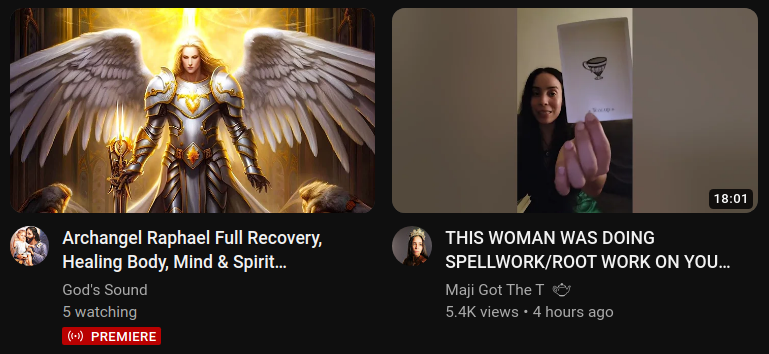 18:01
Archangel Raphael Full Recovery,
Healing Body, Mind & Spirit...
God's Sound
5 watching
PREMIERE
THIS WOMAN WAS DOING
SPELLWORK/ROOT WORK ON YOU...
Maji Got The T
5.4K views • 4 hours ago